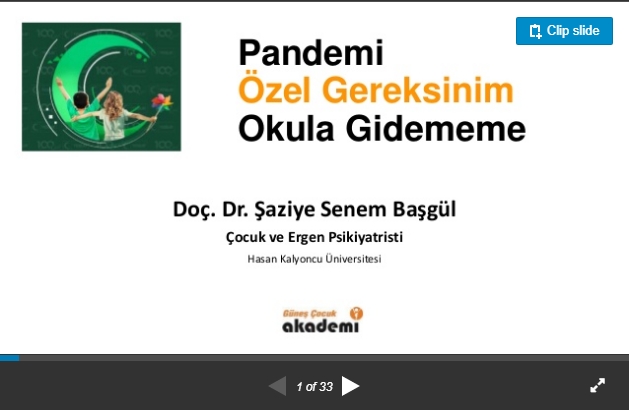 Clip slide
Pandemi
Özel Gereksinim
Okula Gidememe
Doç. Dr. Şaziye Senem Başgül
Çocuk ve Ergen Psikiyatristi
Hasan Kalyoncu Üniversitesi
Güneş Çocuk
akademi
1 of 33